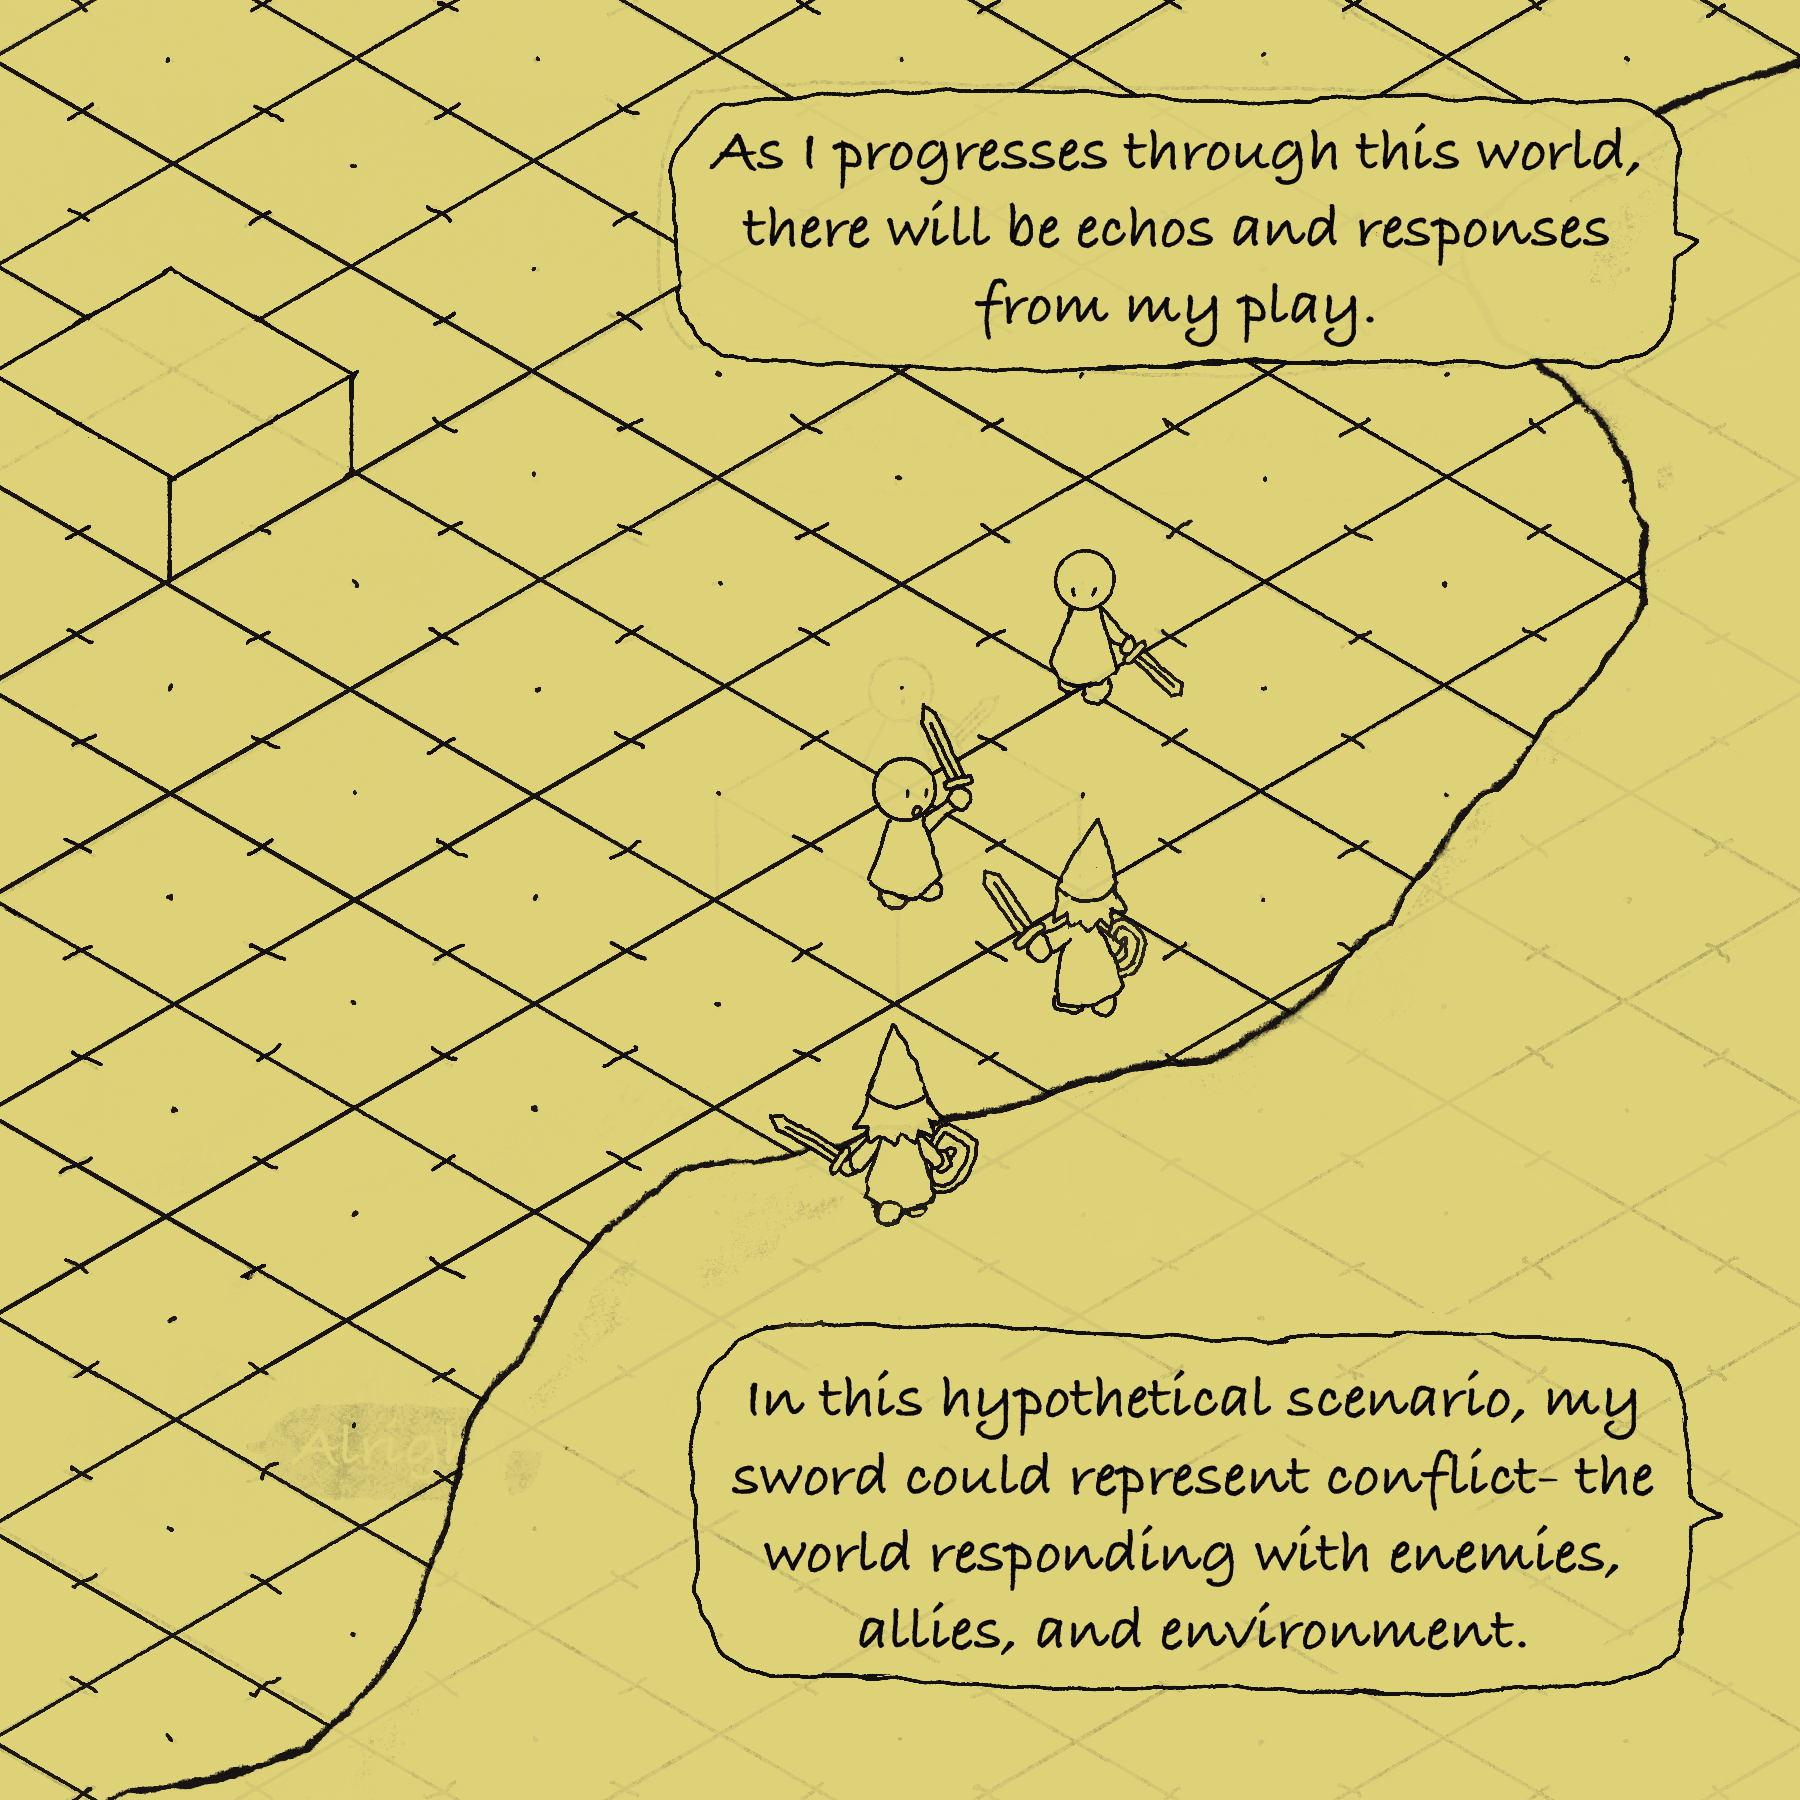 As I progresses through this world,
there will be echos and responses
from my play.
In this hypothetical scenario, my
sword could represent conflict- the
world responding with enemies,
allies, and environment.